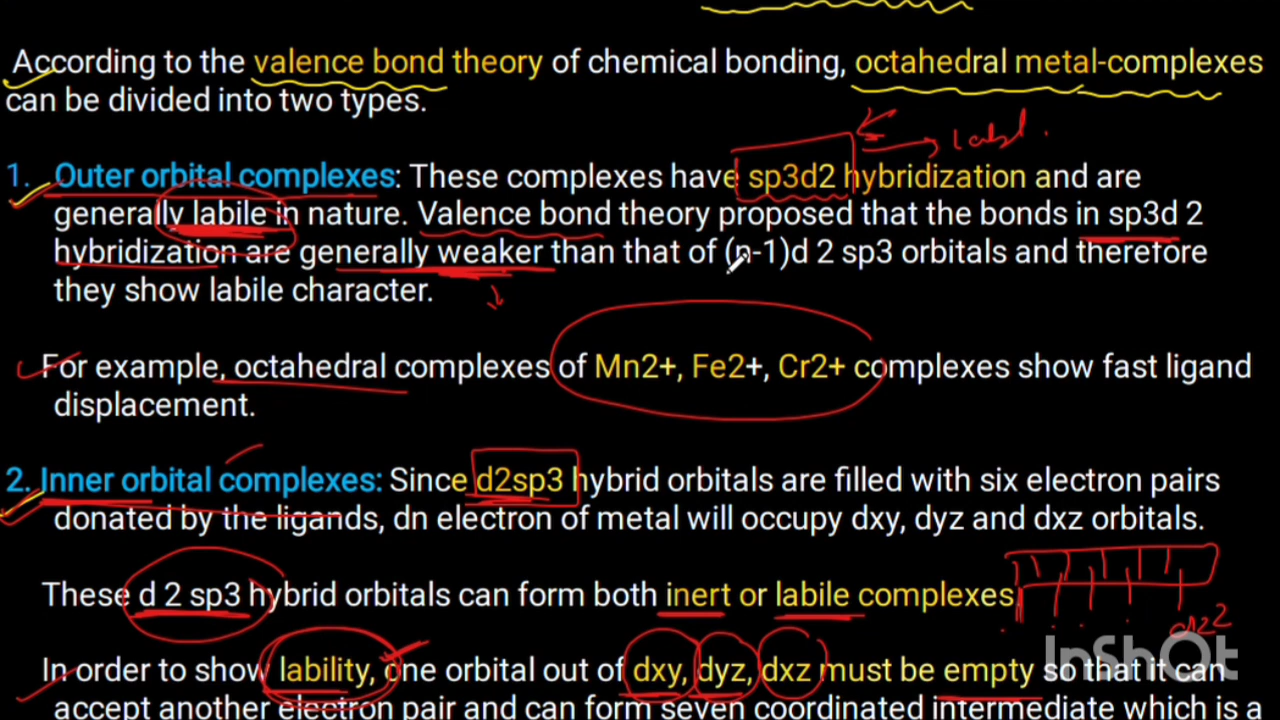 According to the valence bond theory of chemical bonding, octahedral metal-complexes
can be divided into two types.
label.
1. Outer orbital complexes: These complexes have sp3d2 hybridization and are
generally labile in nature. Valence bond theory proposed that the bonds in sp3d 2
hybridization are generally weaker than that of (n-1)d 2 sp3 orbitals and therefore
they show labile character.
For example, octahedral complexes of Mn2+, Fe2+, Cr2+ complexes show fast ligand
displacement.
2. Inner orbital complexes: Since d2sp3 hybrid orbitals are filled with six electron pairs
donated by the ligands, dn electron of metal will occupy dxy, dyz and dxz orbitals.
These d 2 sp3 hybrid orbitals can form both inert or labile complexes
InShOt
In order to show lability, one orbital out of dxy, dyz, dxz must be empty so that it can
accept another electron pair and can form seven coordinated intermediate which is a